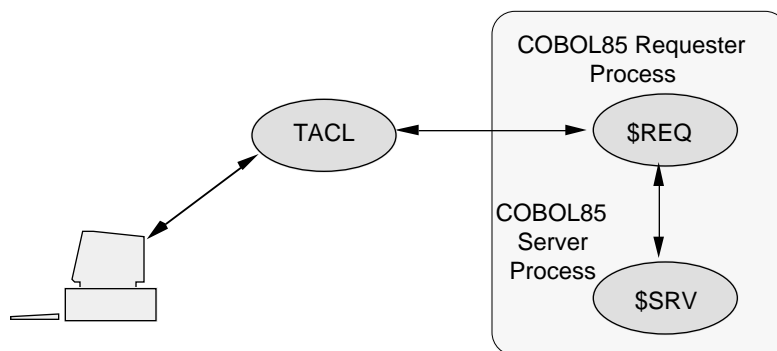 COBOL85 Requester
Process
TACL
$REQ
COBOL85
Server
Process
$SRV